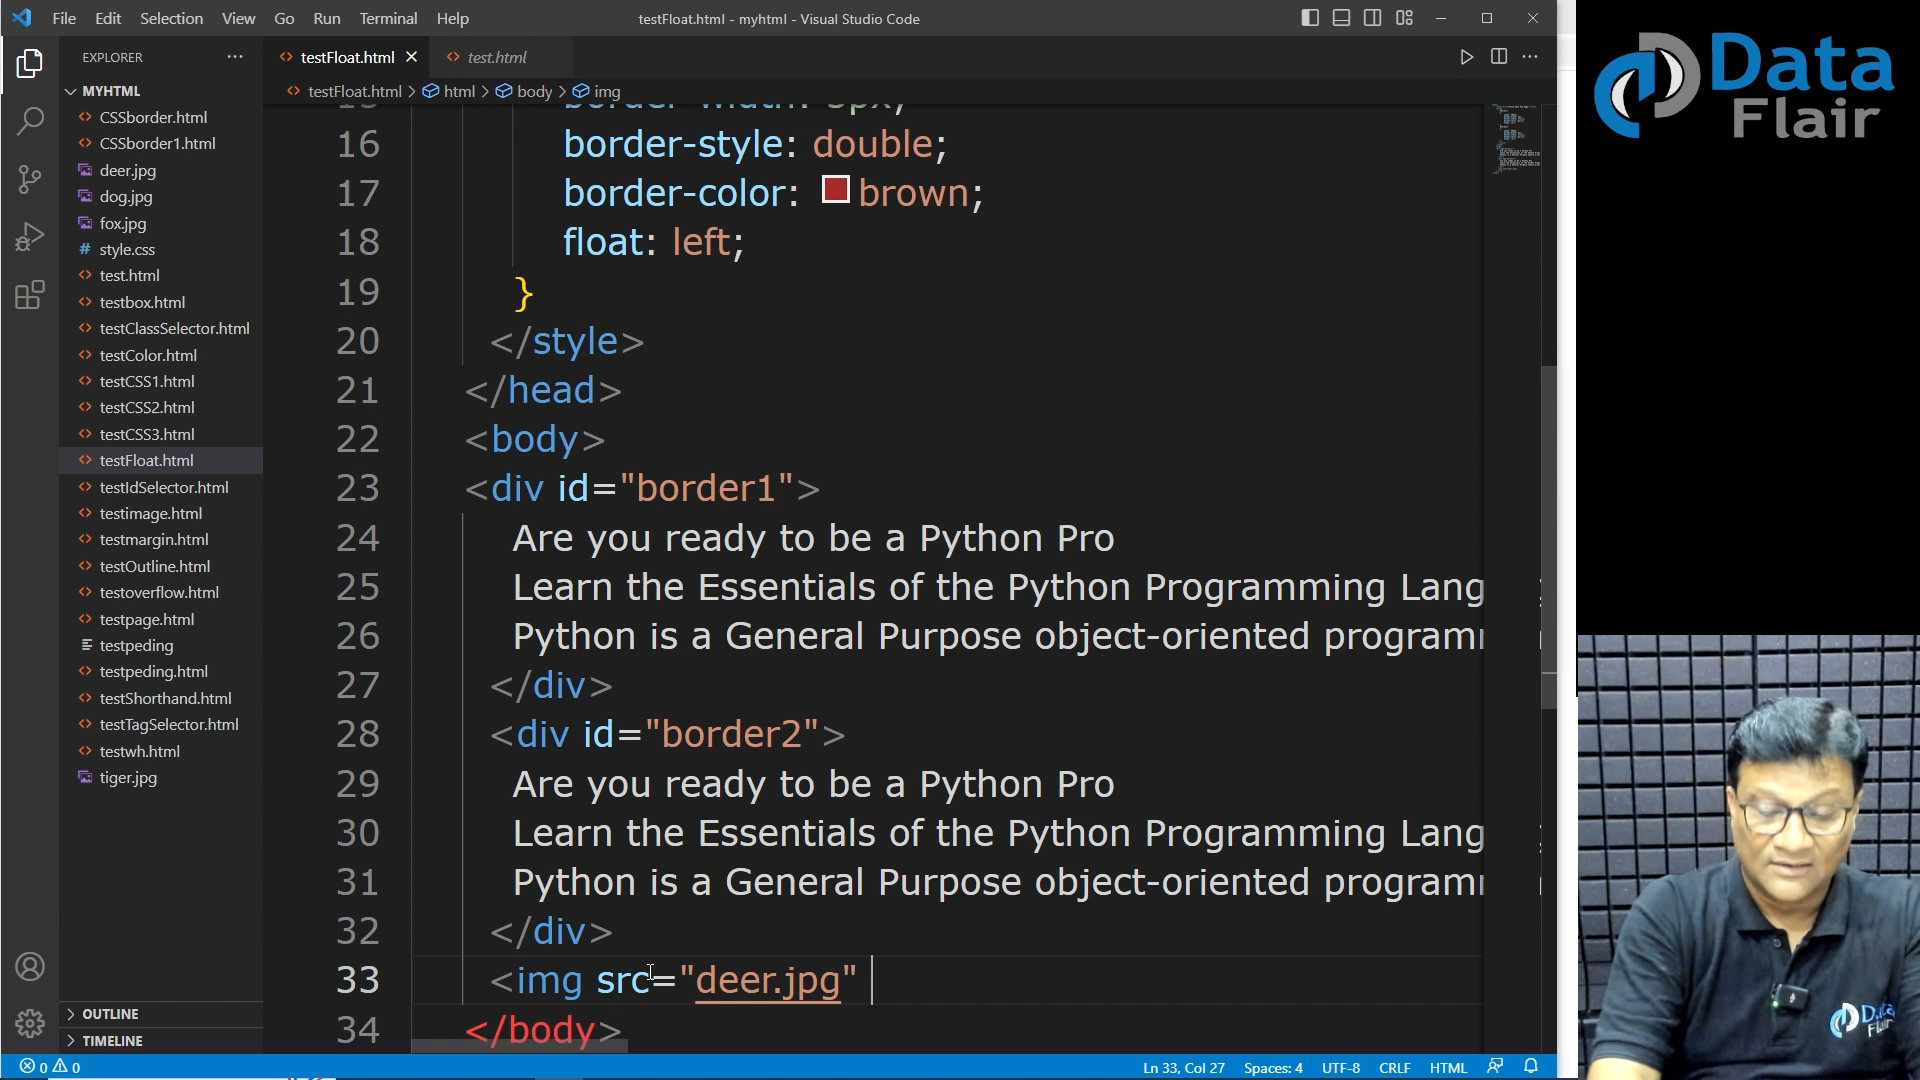 File Edit Selection View Go Run Terminal Help
testFloat.html - myhtml - Visual Studio Code
EXPLORER
testFloat.html
test.html
testFloat.html > html > body > img
MYHTML
CSSborder.html
CSSborder1.html
deer.jpg
dog.jpg
fox.jpg
style.css
test.html
testbox.html
testClassSelector.html
testColor.html
testCSS1.html
testCSS2.html
testCSS3.html
testFloat.html
testIdSelector.html
testimage.html
testmargin.html
testOutline.html
testoverflow.html
testpage.html
testpeding
testpeding.html
testShorthand.html
testTagSelector.html
testwh.html
tiger.jpg
OUTLINE
TIMELINE
15 border-width: 5px;
16 border-style: double;
17 border-color: brown;
18 float: left;
19 }
20 </style>
21 </head>
22 <body>
23 <div id="border1">
24 Are you ready to be a Python Pro
25 Learn the Essentials of the Python Programming Lang
26 Python is a General Purpose object-oriented program
27 </div>
28 <div id="border2">
29 Are you ready to be a Python Pro
30 Learn the Essentials of the Python Programming Lang
31 Python is a General Purpose object-oriented program
32 </div>
33 <img src="deer.jpg"
34 </body>
0 0
Ln 33, Col 27 Spaces: 4 UTF-8 CRLF HTML
Data
Flair
Data
Flair